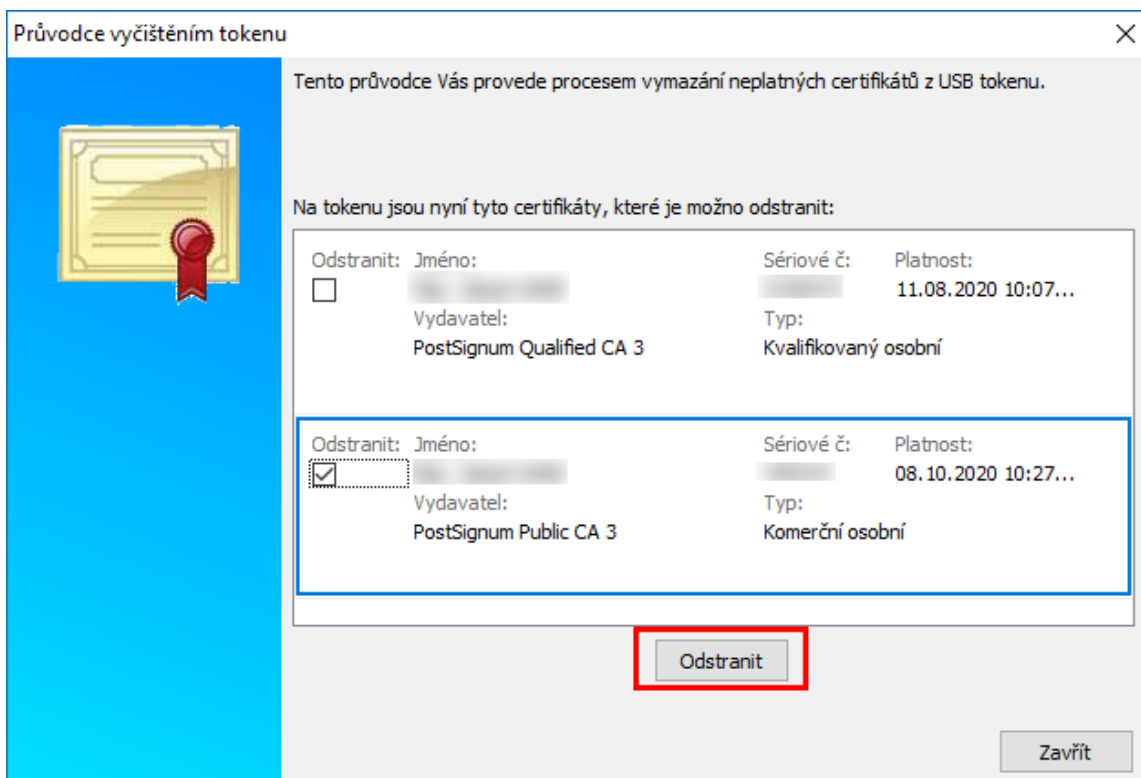 Průvodce vyčištěním tokenu
Tento průvodce Vás provede procesem vymazání neplatných certifikátů z USB tokenu.
Na tokenu jsou nyní tyto certifikáty, které je možno odstranit:
Odstranit: Jméno: Sériové č: Platnost:
11.08.2020 10:07...
Vydavatel: Typ:
PostSignum Qualified CA 3 Kvalifikovaný osobní
Odstranit: Jméno: Sériové č: Platnost:
08.10.2020 10:27...
Vydavatel: Typ:
PostSignum Public CA 3 Komerční osobní
Odstranit
Zavřít